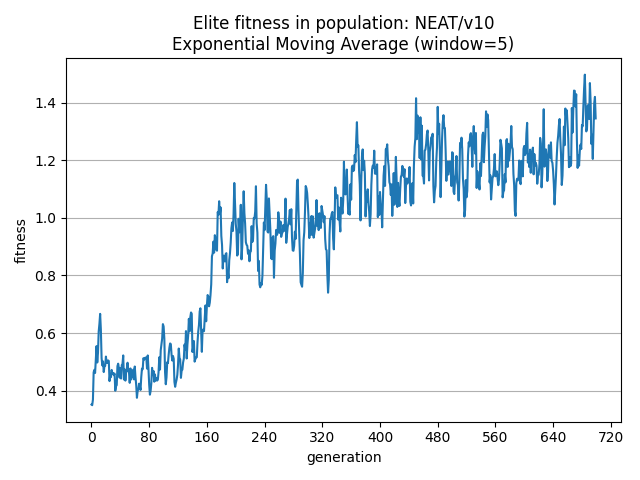 Elite fitness in population: NEAT/v10
Exponential Moving Average (window=5)
fitness
1.4
1.2
1.0
0.8
0.6
0.4
0 80 160 240 320 400 480 560 640 720
generation